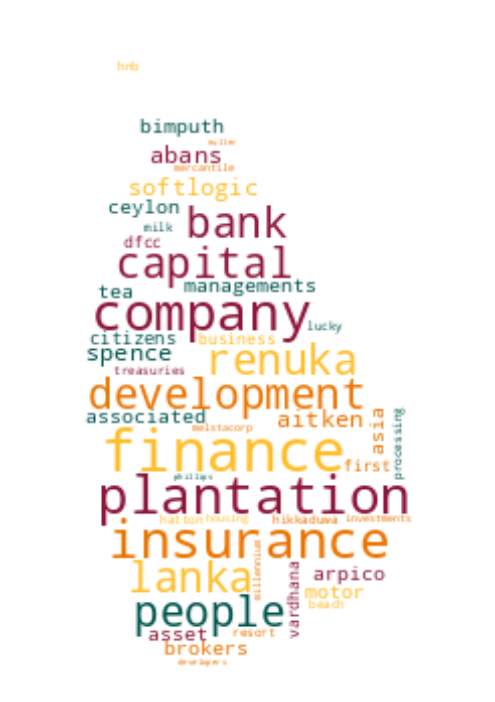 hnb
bimputh
muller
abans
mercantile
softlogic
ceylon
bank
milk
dfcc
capital
managements
tea
company
lucky
citizens
business
spence
renuka
treasuries
development
associated
aitken
asia
processing
melstacorp
finance
first
phillips
plantation
hatton housing hikkaduwa investments
insurance
lanka
millennium
vardhana
arpico
motor
people
beach
asset
resort
brokers
developers